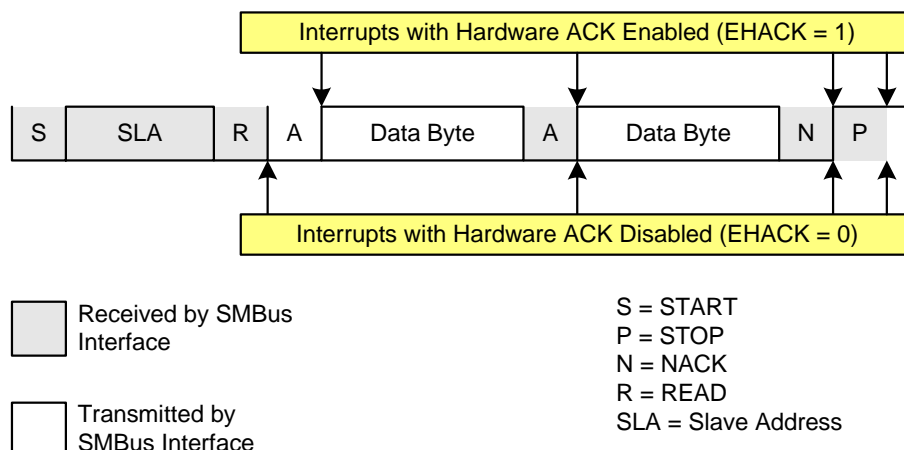 Interrupts with Hardware ACK Enabled (EHACK = 1)
S SLA R A Data Byte A Data Byte N P
Interrupts with Hardware ACK Disabled (EHACK = 0)
Received by SMBus
Interface
Transmitted by
SMBus Interface
S = START
P = STOP
N = NACK
R = READ
SLA = Slave Address